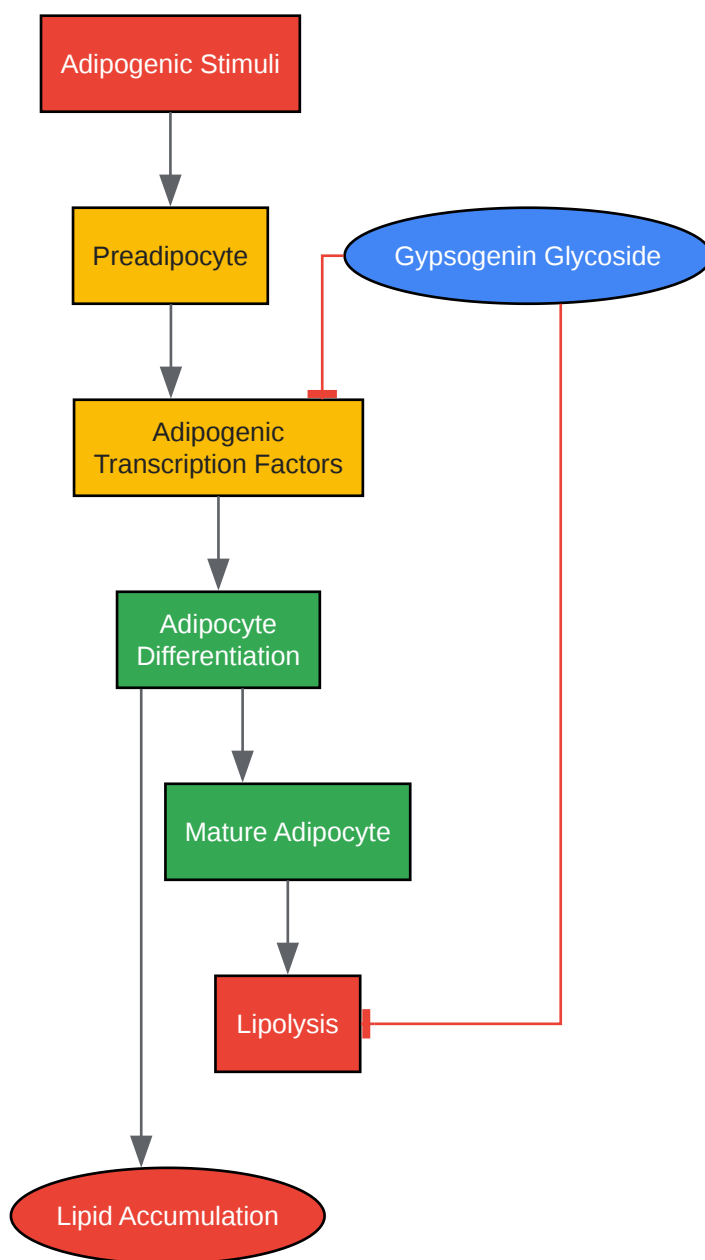 Adipogenic Stimuli
Preadipocyte
Gypsogenin Glycoside
Adipogenic
Transcription Factors
Adipocyte
Differentiation
Mature Adipocyte
Lipolysis
Lipid Accumulation